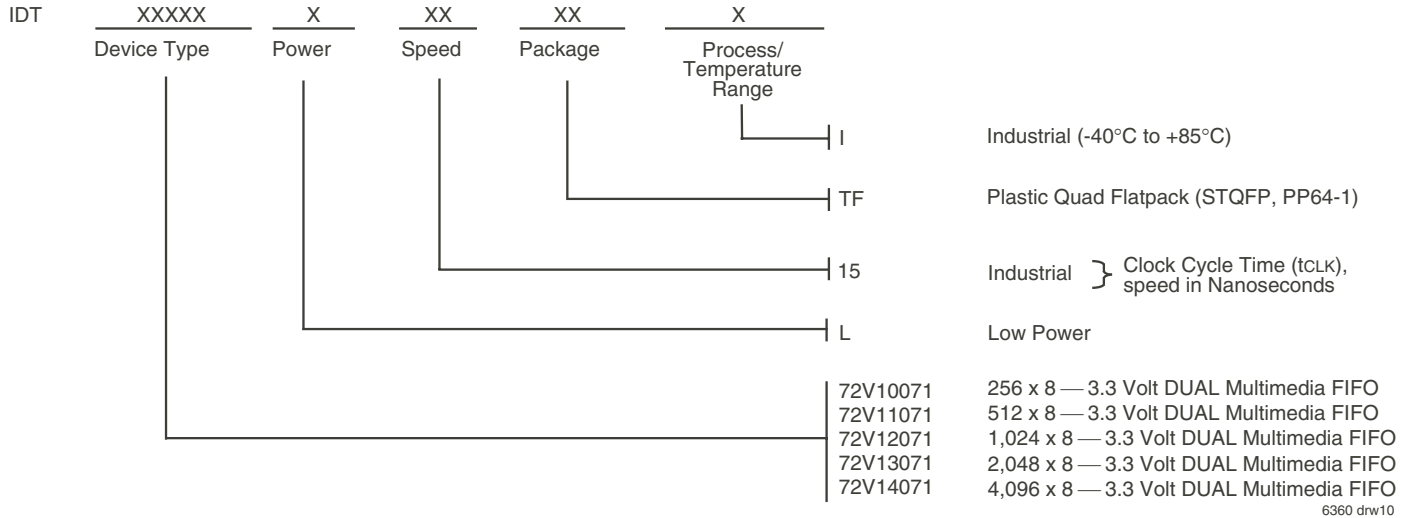 IDT XXXXX X XX XX X
Device Type Power Speed Package Process/
Temperature
Range
I Industrial (-40°C to +85°C)
TF Plastic Quad Flatpack (STQFP, PP64-1)
15 Industrial } Clock Cycle Time (tCLK),
speed in Nanoseconds
L Low Power
72V10071 256 x 8 — 3.3 Volt DUAL Multimedia FIFO
72V11071 512 x 8 — 3.3 Volt DUAL Multimedia FIFO
72V12071 1,024 x 8 — 3.3 Volt DUAL Multimedia FIFO
72V13071 2,048 x 8 — 3.3 Volt DUAL Multimedia FIFO
72V14071 4,096 x 8 — 3.3 Volt DUAL Multimedia FIFO
6360 drw10